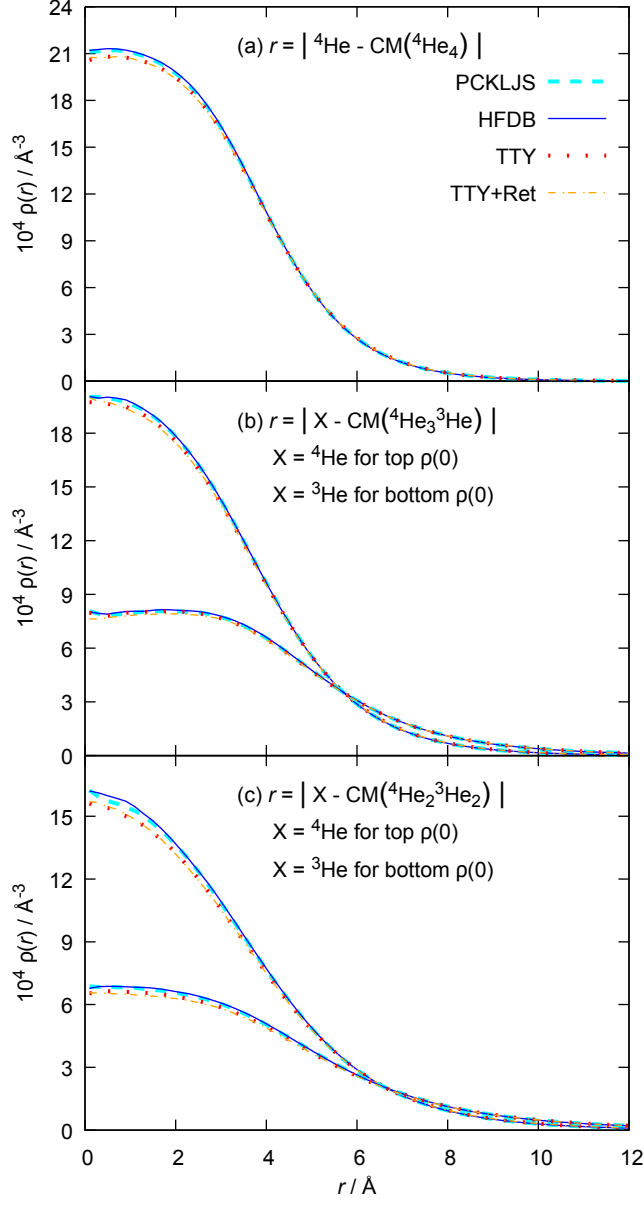 24
21
18
15
12
9
6
3
0
10⁴ ρ(r) / Å⁻³
(a) r = | ⁴He - CM(⁴He₄) |
PCKLJS
HFDB
TTY
TTY+Ret
18
15
12
9
6
3
0
10⁴ ρ(r) / Å⁻³
(b) r = | X - CM(⁴He₃³He) |
X = ⁴He for top ρ(0)
X = ³He for bottom ρ(0)
15
12
9
6
3
0
10⁴ ρ(r) / Å⁻³
(c) r = | X - CM(⁴He₂³He₂) |
X = ⁴He for top ρ(0)
X = ³He for bottom ρ(0)
0 2 4 6 8 10 12
r / Å